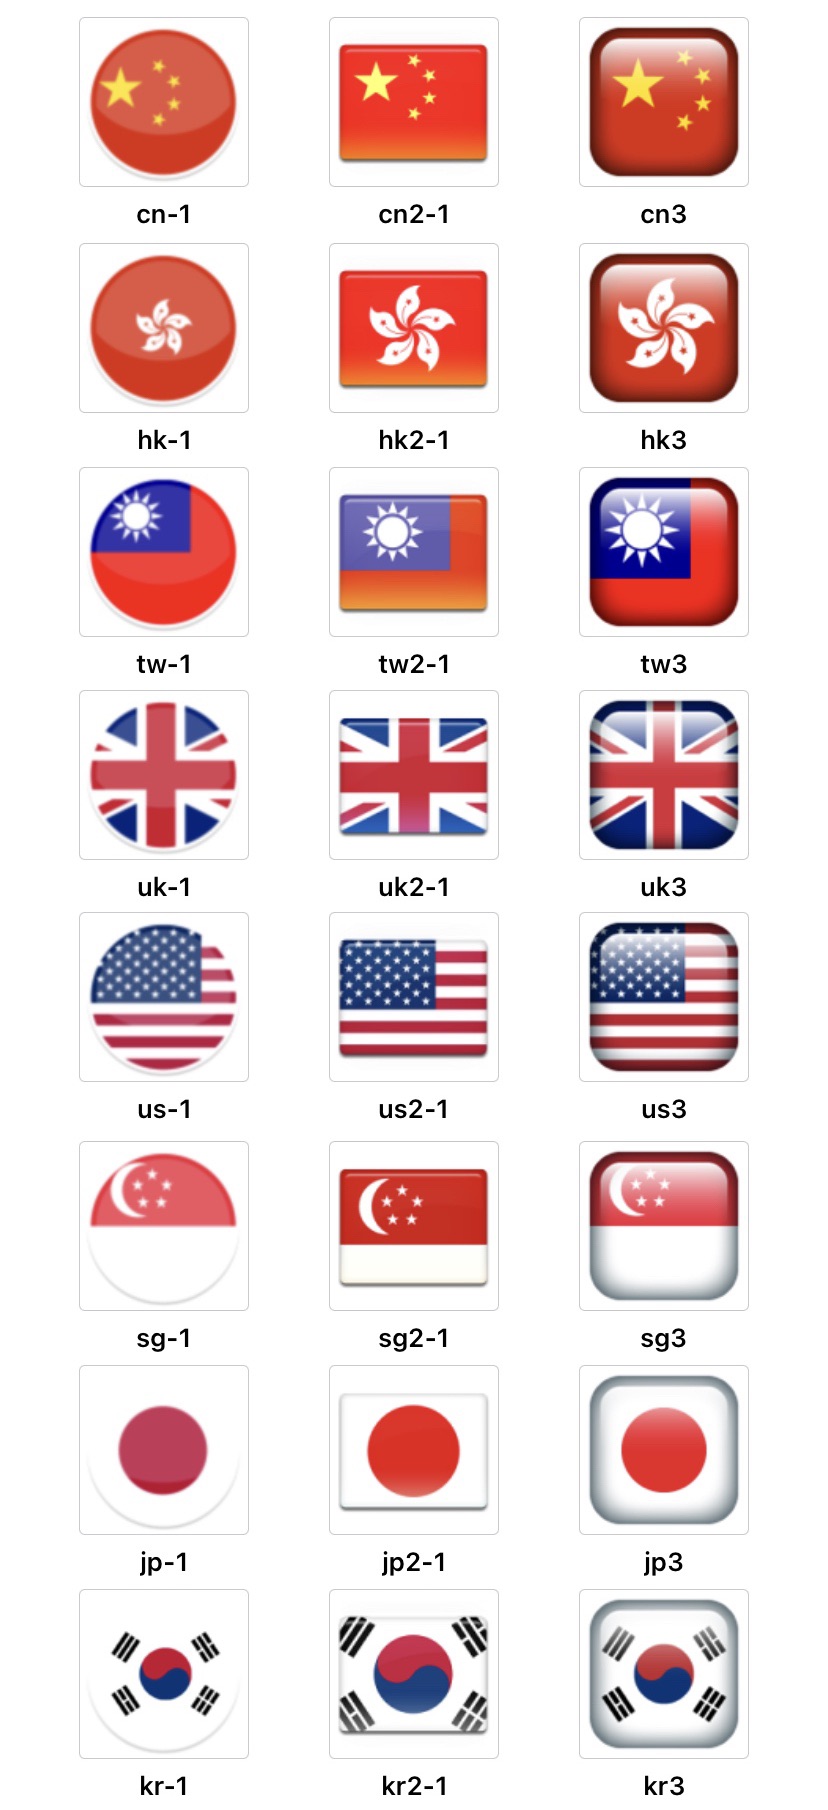 cn-1 cn2-1 cn3
hk-1 hk2-1 hk3
tw-1 tw2-1 tw3
uk-1 uk2-1 uk3
us-1 us2-1 us3
sg-1 sg2-1 sg3
jp-1 jp2-1 jp3
kr-1 kr2-1 kr3